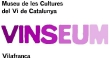 Museu de les Cultures
del Vi de Catalunya
VINSEUM
Vilafranca